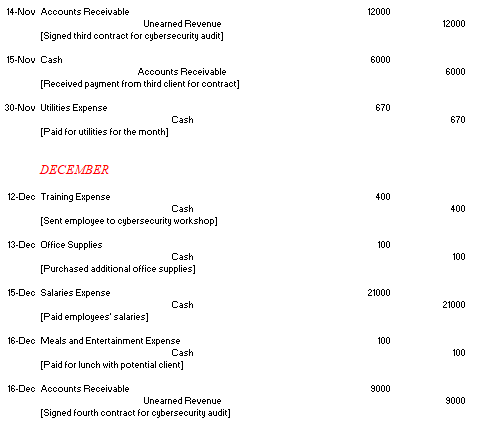 14-Nov Accounts Receivable 12000
Unearned Revenue 12000
[Signed third contract for cybersecurity audit]
15-Nov Cash 6000
Accounts Receivable 6000
[Received payment from third client for contract]
30-Nov Utilities Expense 670
Cash 670
[Paid for utilities for the month]
DECEMBER
12-Dec Training Expense 400
Cash 400
[Sent employee to cybersecurity workshop]
13-Dec Office Supplies 100
Cash 100
[Purchased additional office supplies]
15-Dec Salaries Expense 21000
Cash 21000
[Paid employees' salaries]
16-Dec Meals and Entertainment Expense 100
Cash 100
[Paid for lunch with potential client]
16-Dec Accounts Receivable 9000
Unearned Revenue 9000
[Signed fourth contract for cybersecurity audit]